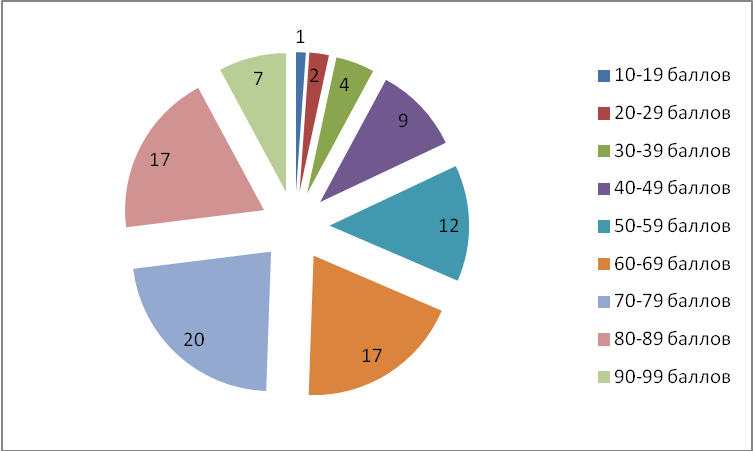 1
2
4
9
12
17
20
17
7
10-19 баллов
20-29 баллов
30-39 баллов
40-49 баллов
50-59 баллов
60-69 баллов
70-79 баллов
80-89 баллов
90-99 баллов